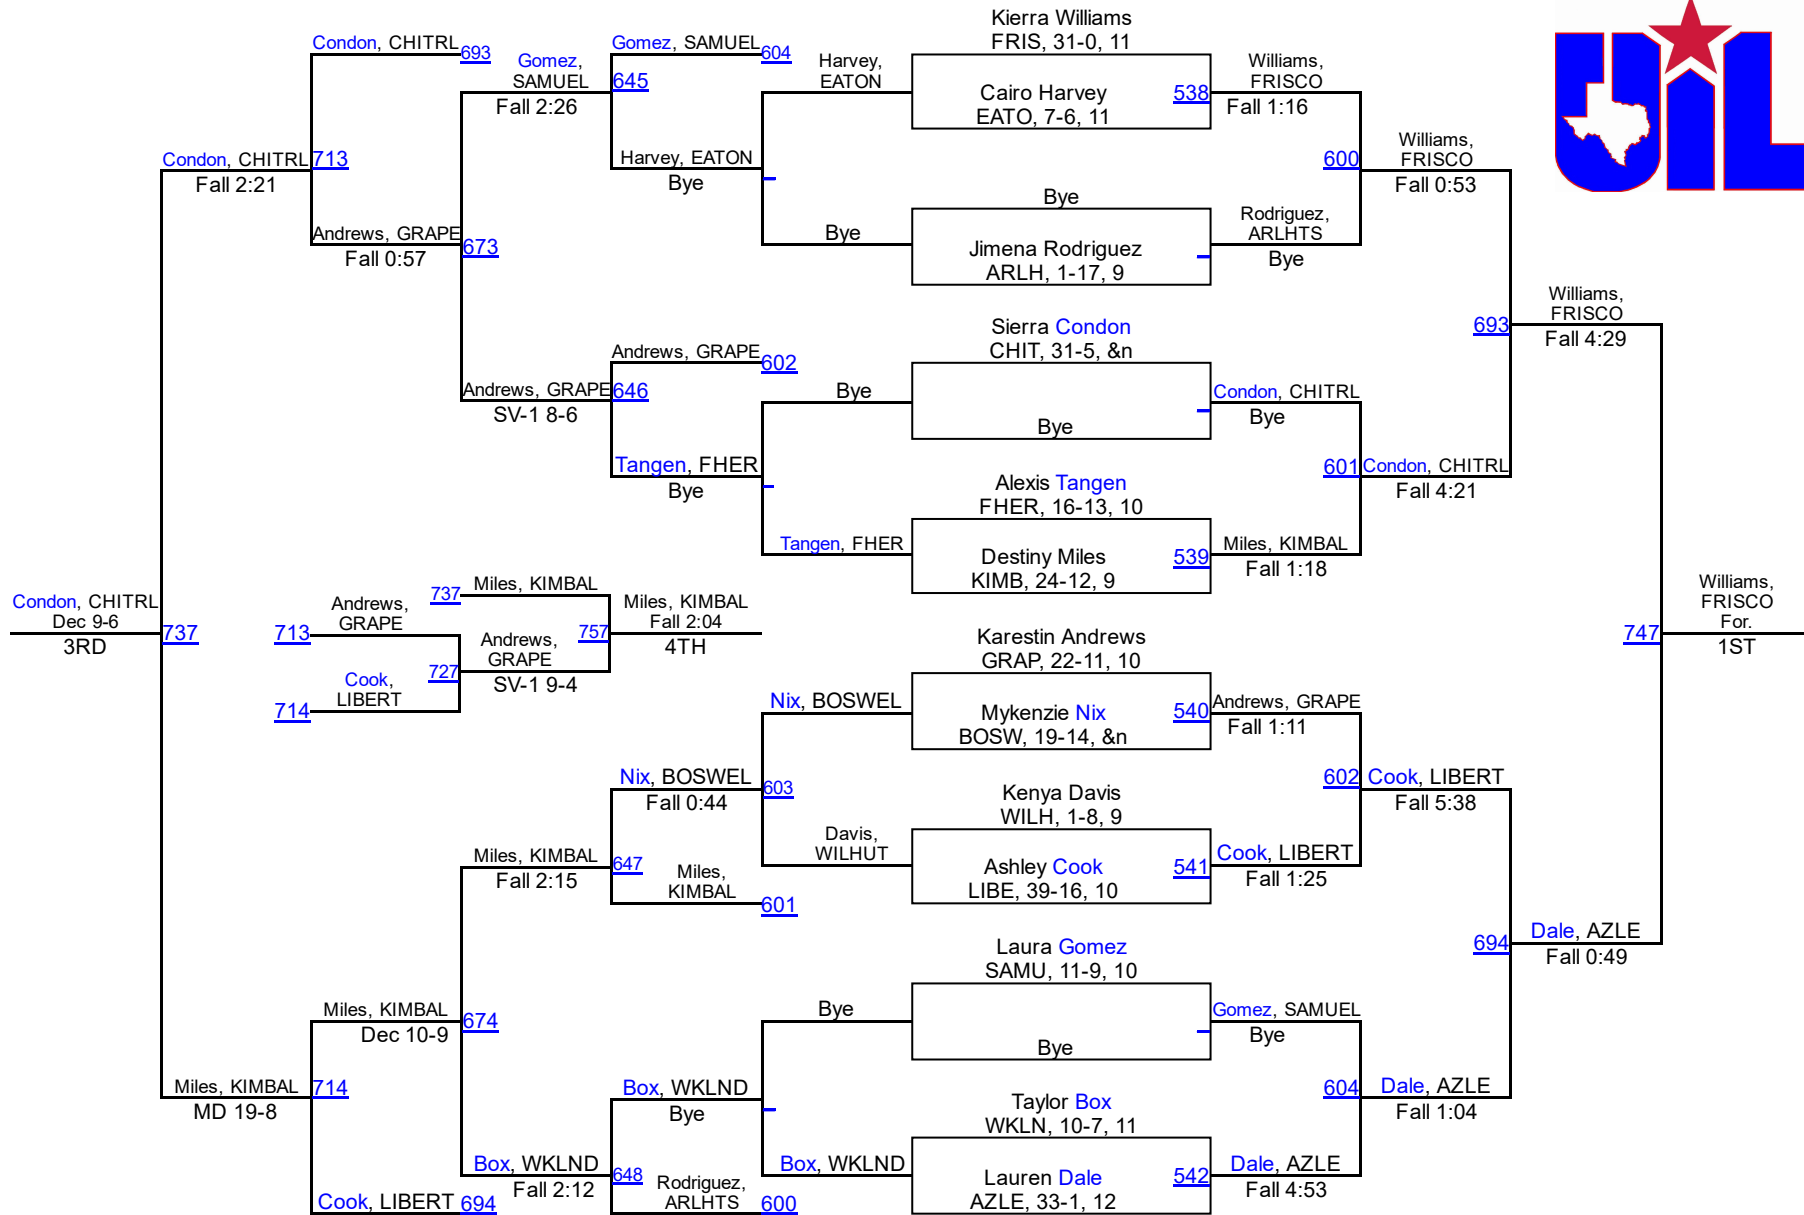 Kierra Williams
FRIS, 31-0, 11
Condon, CHITRL
693
Gomez,
SAMUEL
Fall 2:26
Gomez, SAMUEL
604
645
Harvey,
EATON
Cairo Harvey
EATO, 7-6, 11
538
Williams,
FRISCO
Fall 1:16
UIL
Condon, CHITRL
713
Fall 2:21
Harvey, EATON
Bye
600
Williams,
FRISCO
Fall 0:53
Andrews, GRAPE
Fall 0:57
673
Bye
Bye
Jimena Rodriguez
ARLH, 1-17, 9
Rodriguez,
ARLHTS
Bye
Sierra Condon
CHIT, 31-5, &n
693
Williams,
FRISCO
Fall 4:29
Andrews, GRAPE
602
Andrews, GRAPE
646
SV-1 8-6
Bye
Bye
Condon, CHITRL
Bye
Tangen, FHER
Bye
Alexis Tangen
FHER, 16-13, 10
601
Condon, CHITRL
Fall 4:21
Tangen, FHER
Destiny Miles
KIMB, 24-12, 9
539
Miles, KIMBAL
Fall 1:18
Condon, CHITRL
Dec 9-6
3RD
737
713
Andrews,
GRAPE
737
Miles, KIMBAL
Andrews,
GRAPE
SV-1 9-4
757
Miles, KIMBAL
Fall 2:04
4TH
727
714
Cook,
LIBERT
Karestin Andrews
GRAP, 22-11, 10
747
Williams,
FRISCO
For.
1ST
Nix, BOSWEL
Mykenzie Nix
BOSW, 19-14, &n
540
Andrews, GRAPE
Fall 1:11
Nix, BOSWEL
Fall 0:44
603
Kenya Davis
WILH, 1-8, 9
602
Cook, LIBERT
Fall 5:38
Miles, KIMBAL
Fall 2:15
647
Miles,
KIMBAL
601
Davis,
WILHUT
Ashley Cook
LIBE, 39-16, 10
541
Cook, LIBERT
Fall 1:25
Laura Gomez
SAMU, 11-9, 10
694
Dale, AZLE
Fall 0:49
Miles, KIMBAL
Dec 10-9
674
Bye
Bye
Gomez, SAMUEL
Bye
Miles, KIMBAL
714
MD 19-8
Box, WKLND
Bye
Taylor Box
WKLN, 10-7, 11
604
Dale, AZLE
Fall 1:04
Box, WKLND
Fall 2:12
648
Box, WKLND
Lauren Dale
AZLE, 33-1, 12
542
Dale, AZLE
Fall 4:53
Cook, LIBERT
694
Rodriguez,
ARLHTS
600